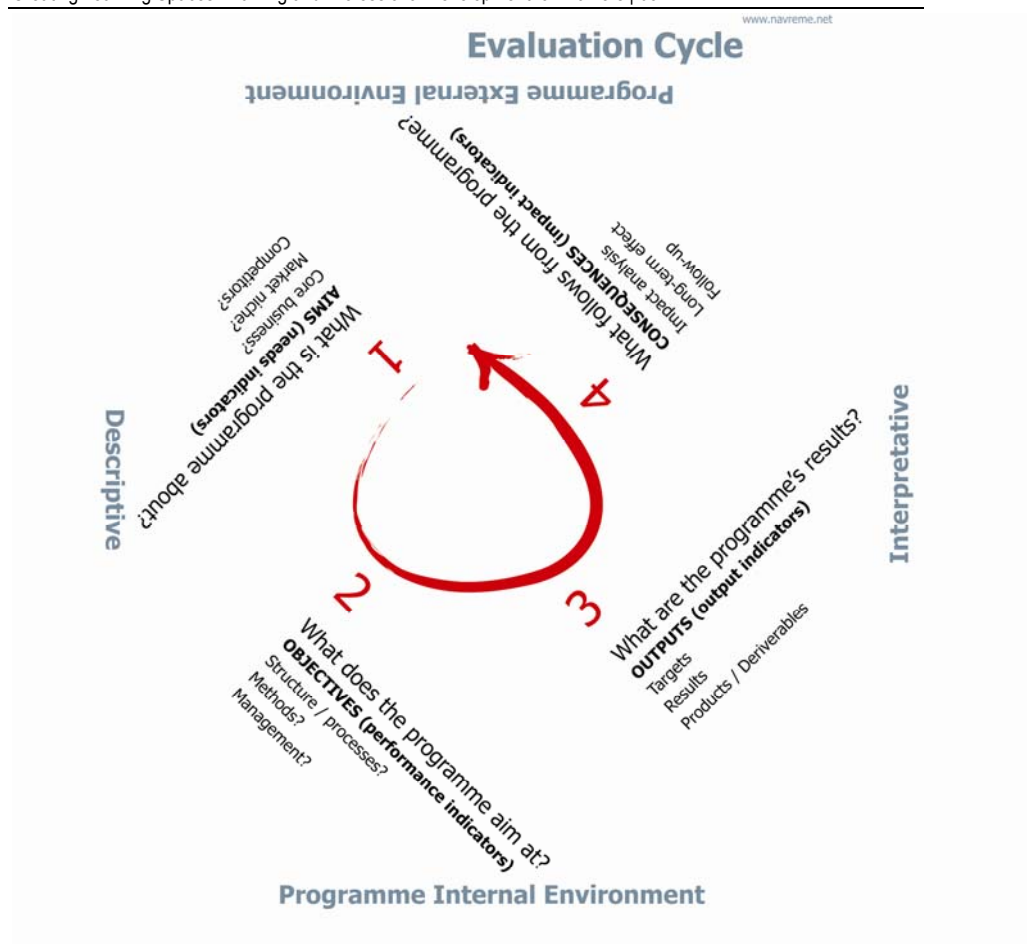 www.navreme.net
Evaluation Cycle
Programme External Environment
What follows from the programme?
CONSEQUENCES (impact indicators)
Impact analysis
Long-term effect
Follow-up
4
1
What is the programme about?
AIMS (needs indicators)
Core business?
Market niche?
Competitors?
Descriptive
Interpretative
2
What does the programme aim at?
OBJECTIVES (performance indicators)
Structure / processes?
Methods?
Management?
3
What are the programme's results?
OUTPUTS (output indicators)
Targets
Results
Products / Deriverables
Programme Internal Environment